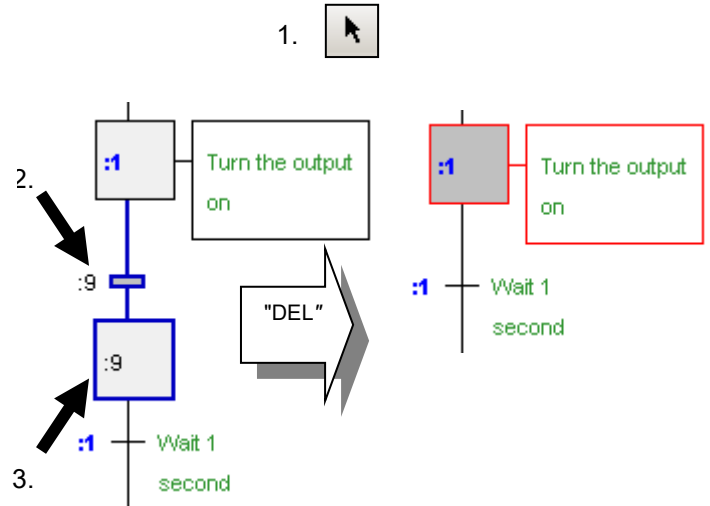 1.
:1
Turn the output
on
2.
:9
:9
3.
:1
Wait 1
second
"DEL"
:1
Turn the output
on
:1
Wait 1
second